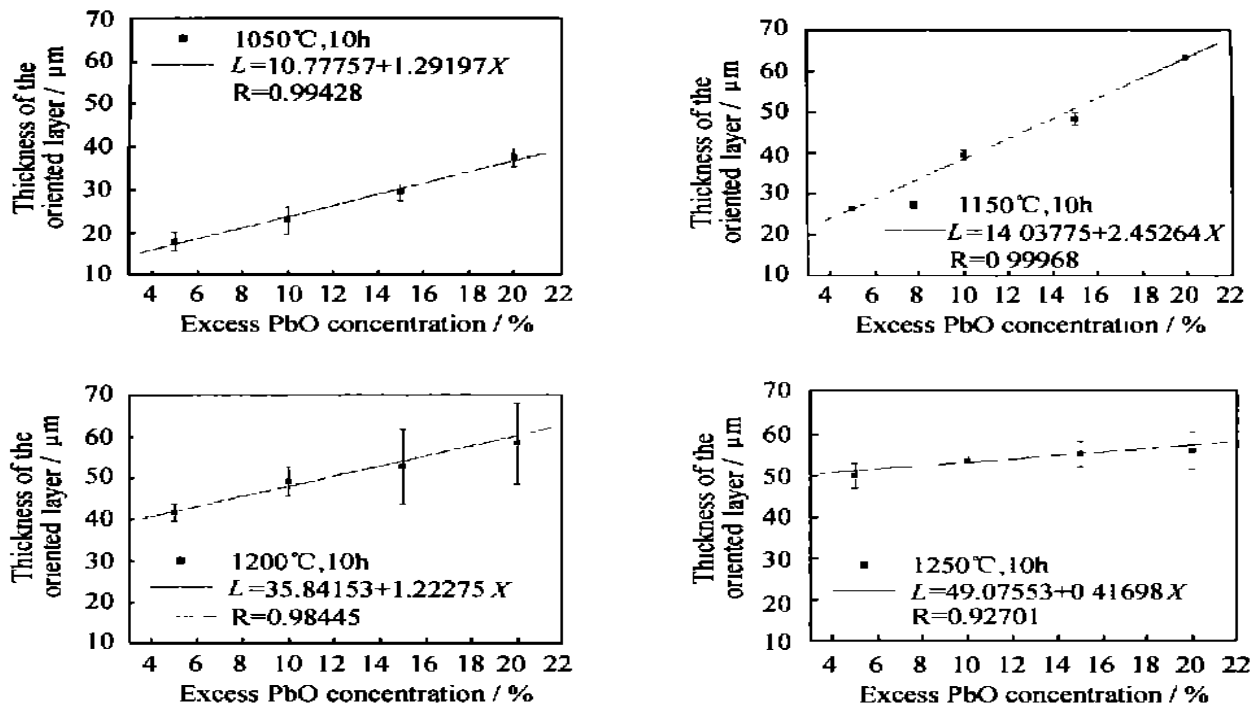 70
60
50
40
30
20
10
Thickness of the
oriented layer / μm
1050℃,10h
L=10.77757+1.29197X
R=0.99428
4 6 8 10 12 14 16 18 20 22
Excess PbO concentration / %
70
60
50
40
30
20
10
Thickness of the
oriented layer / μm
1150℃,10h
L=14 03775+2.45264X
R=0 99968
4 6 8 10 12 14 16 18 20 22
Excess PbO concentration / %
70
60
50
40
30
20
10
Thickness of the
oriented layer / μm
1200℃,10h
L=35.84153+1.22275X
R=0.98445
4 6 8 10 12 14 16 18 20 22
Excess PbO concentration / %
70
60
50
40
30
20
10
Thickness of the
oriented layer / μm
1250℃,10h
L=49.07553+0 41698X
R=0.92701
4 6 8 10 12 14 16 18 20 22
Excess PbO concentration / %